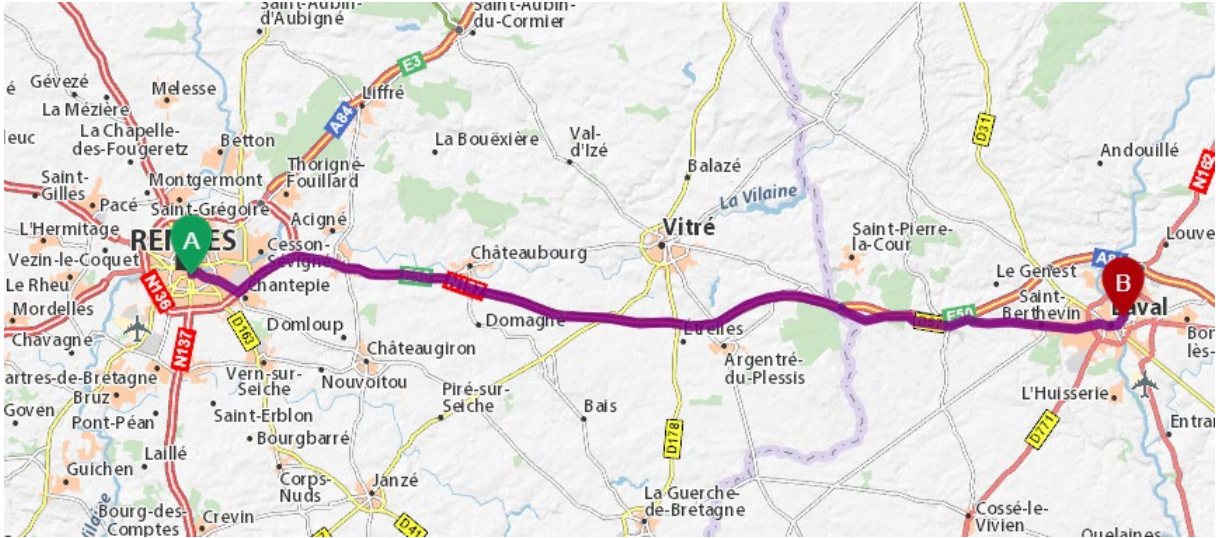 Saint-Aubin-
d'Aubigné
Saint-Aubin-
du-Cormier
E3
Gévezé
Melesse
Liffré
La Mézière
A84
D31
La Chapelle-
des-Fougeretz
Betton
La Bouëxière
Val-
d'Izé
Andouillé
Thorigné-
Fouillard
Balazé
N162
Saint-
Gilles
Montgermont
Pacé
Saint-Grégoire
Acigné
La Vilaine
L'Hermitage
A
Cesson-
Sévigné
Châteaubourg
Vitré
Saint-Pierre-
la-Cour
Vezin-le-Coquet
Le Rheu
N136
Chantepie
Le Genest
B
Mordelles
Saint-
Berthevin
Laval
E50
Domloup
Domagné
Étrelles
Chavagne
N137
D163
Châteaugiron
Argentré-
du-Plessis
Vern-sur-
Seiche
Nouvoitou
Piré-sur-
Seiche
L'Huisserie
Bruz
Goven
Saint-Erblon
Bais
Pont-Péan
Bourgbarré
D178
D771
Laillé
Guichen
Corps-
Nuds
Janzé
La Guerche-
de-Bretagne
Bourg-des-
Comptes
Crevin
D41
Cossé-le-
Vivien
Vilaine